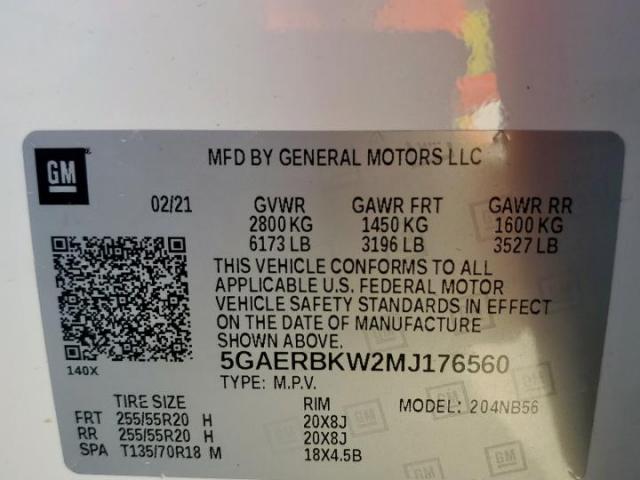 GM
MFD BY GENERAL MOTORS LLC
02/21 GVWR GAWR FRT GAWR RR
2800 KG 1450 KG 1600 KG
6173 LB 3196 LB 3527 LB
THIS VEHICLE CONFORMS TO ALL
APPLICABLE U.S. FEDERAL MOTOR
VEHICLE SAFETY STANDARDS IN EFFECT
ON THE DATE OF MANUFACTURE
SHOWN ABOVE.
140X
5GAERBKW2MJ176560
TYPE: M.P.V.
TIRE SIZE RIM MODEL: 204NB56
FRT 255/55R20 H 20X8J
RR 255/55R20 H 20X8J
SPA T135/70R18 M 18X4.5B